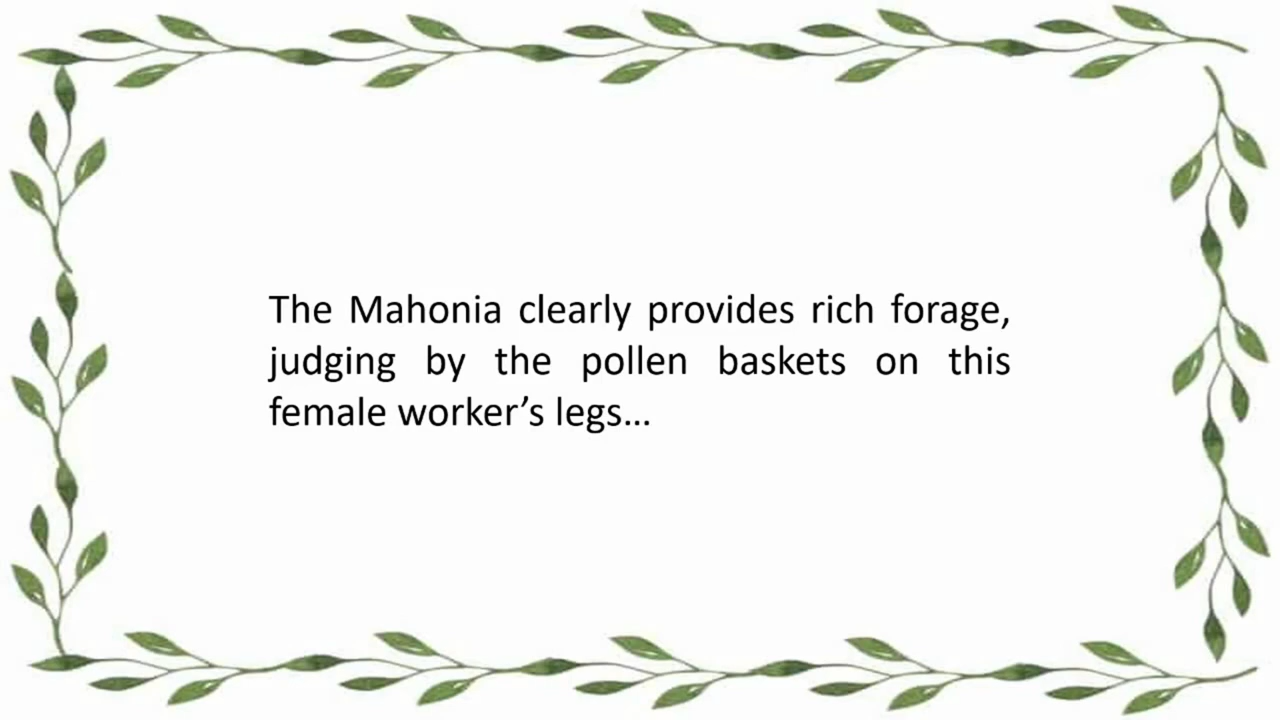 The Mahonia clearly provides rich forage,
judging by the pollen baskets on this
female worker’s legs…